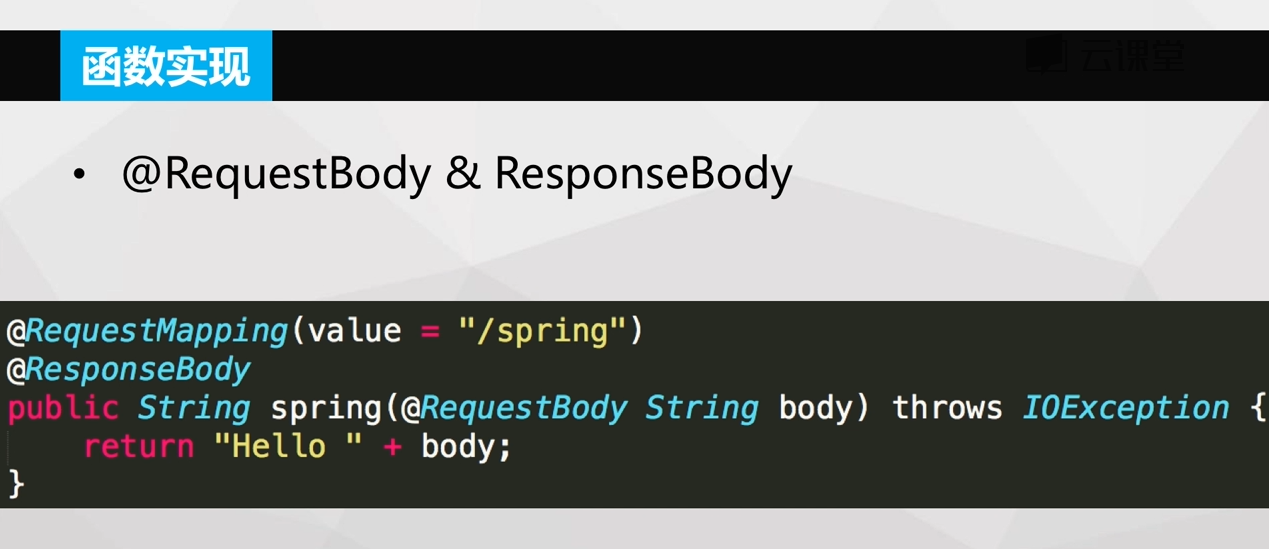 函数实现
云课堂
• @RequestBody & ResponseBody
@RequestMapping(value = "/spring")
@ResponseBody
public String spring(@RequestBody String body) throws IOException {
    return "Hello " + body;
}